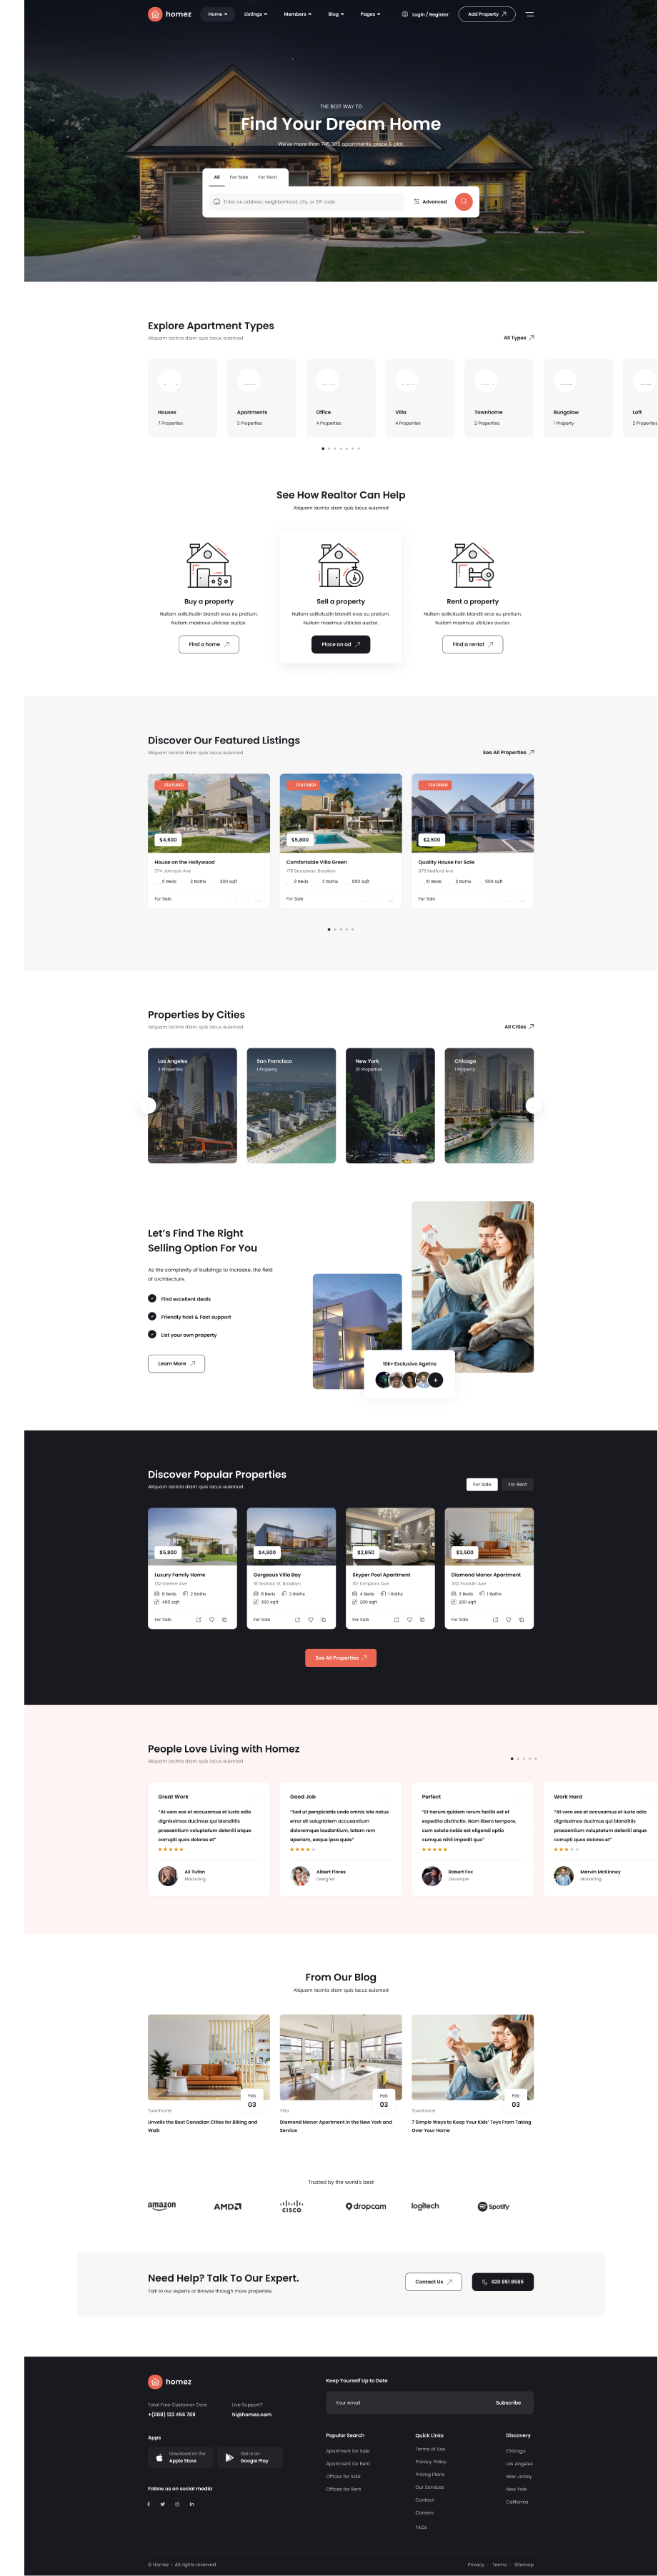 homez
Home
Listings
Members
Blog
Pages
Login / Register
Add Property
THE BEST WAY TO
Find Your Dream Home
We've more than 745,000 apartments, place & plot.
All
For Sale
For Rent
Enter an address, neighborhood, city, or ZIP code
Advanced
Explore Apartment Types
Aliquam lacinia diam quis lacus euismod
All Types
Houses
7 Properties
Apartments
3 Properties
Office
4 Properties
Villa
4 Properties
Townhome
2 Properties
Bungalow
1 Property
Loft
2 Properties
See How Realtor Can Help
Aliquam lacinia diam quis lacus euismod
Buy a property
Nullam sollicitudin blandit eros eu pretium.
Nullam maximus ultricies auctor.
Find a home
Sell a property
Nullam sollicitudin blandit eros eu pretium.
Nullam maximus ultricies auctor.
Place an ad
Rent a property
Nullam sollicitudin blandit eros eu pretium.
Nullam maximus ultricies auctor.
Find a rental
Discover Our Featured Listings
Aliquam lacinia diam quis lacus euismod
See All Properties
FEATURED
$4,600
House on the Hollywood
374 Johnson Ave
6 Beds
2 Baths
200 sqft
For Sale
FEATURED
$5,800
Comfortable Villa Green
178 Broadway, Brooklyn
3 Baths
600 sqft
For Sale
FEATURED
$2,500
Quality House For Sale
873 Bedford Ave
10 Beds
2 Baths
500 sqft
For Sale
Properties by Cities
Aliquam lacinia diam quis lacus euismod
All Cities
Los Angeles
2 Properties
San Francisco
1 Property
New York
10 Properties
Chicago
1 Property
Let's Find The Right
Selling Option For You
As the complexity of buildings to increase, the field
of architecture.
Find excellent deals
Friendly host & Fast support
List your own property
Learn More
10k+ Exclusive Agetns
Discover Popular Properties
Aliquam lacinia diam quis lacus euismod
For Sale
For Rent
$5,800
Luxury Family Home
132 Greene Ave
6 Beds
2 Baths
400 sqft
For Sale
$4,600
Gorgeous Villa Bay
18 Grattan St, Brooklyn
8 Beds
2 Baths
300 sqft
For Sale
$2,850
Skyper Pool Apartment
Tompkins Ave
4 Beds
1 Baths
200 sqft
For Sale
$3,500
Diamond Manor Apartment
Franklin Ave
3 Beds
1 Baths
200 sqft
For Sale
See All Properties
People Love Living with Homez
Aliquam lacinia diam quis lacus euismod
Great Work
"At vero eos et accusamus et iusto odio
dignissimos ducimus qui blanditiis
praesentium voluptatum deleniti atque
corrupti quos dolores et"
Ali Tufan
Marketing
Good Job
"Sed ut perspiciatis unde omnis iste natus
error sit voluptatem accusantium
doloremque laudantium, totam rem
aperiam, eaque ipsa quae"
Albert Flores
Designer
Perfect
"Et harum quidem rerum facilis est et
expedita distinctio. Nam libero tempore,
cum soluta nobis est eligendi optio
cumque nihil impedit quo"
Robert Fox
Developer
Work Hard
"At vero eos et accusamus et iusto odio
dignissimos ducimus qui blanditiis
praesentium voluptatum deleniti atque
corrupti quos dolores et"
Marvin McKinney
Marketing
From Our Blog
Aliquam lacinia diam quis lacus euismod
Feb
03
Townhome
Unveils the Best Canadian Cities for Biking and
Walk
Feb
03
Villa
Diamond Manor Apartment in the New York and
Service
Feb
03
Townhome
7 Simple Ways to Keep Your Kids' Toys From Taking
Over Your Home
Trusted by the world's best
amazon
AMD
CISCO
dropcam
logitech
Spotify
Need Help? Talk To Our Expert.
Talk to our experts or Browse through more properties
Contact Us
920 851 8585
homez
Total Free Customer Care
+(088) 123 456 789
Live Support?
hi@homez.com
Apps
Download on the
Apple Store
Get in on
Google Play
Follow us on social media
Keep Yourself Up to Date
Your email
Subscribe
Popular Search
Apartment for Sale
Apartment for Rent
Offices for Sale
Offices for Rent
Quick Links
Terms of Use
Privacy Policy
Pricing Plans
Our Services
Contact
Careers
FAQs
Discovery
Chicago
Los Angeles
New Jersey
New York
California
© Homez – All rights reserved
Privacy · Terms · Sitemap